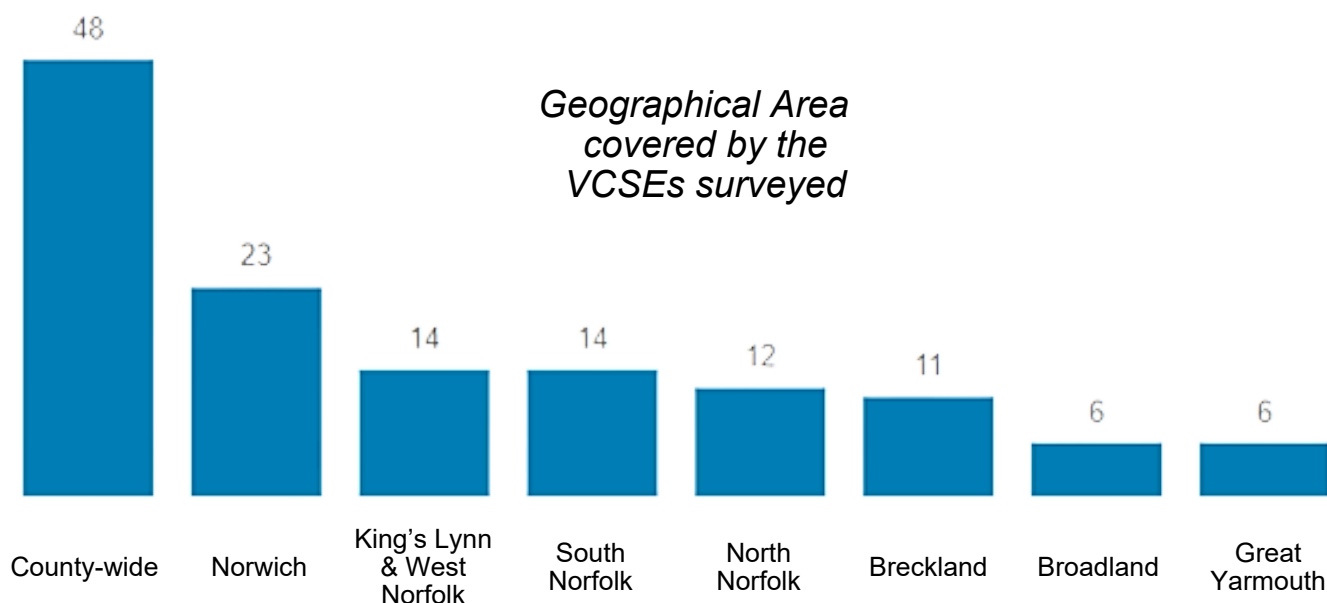 48
Geographical Area
covered by the
VCSEs surveyed
23
14
14
12
11
6
6
County-wide
Norwich
King’s Lynn
& West
Norfolk
South
Norfolk
North
Norfolk
Breckland
Broadland
Great
Yarmouth